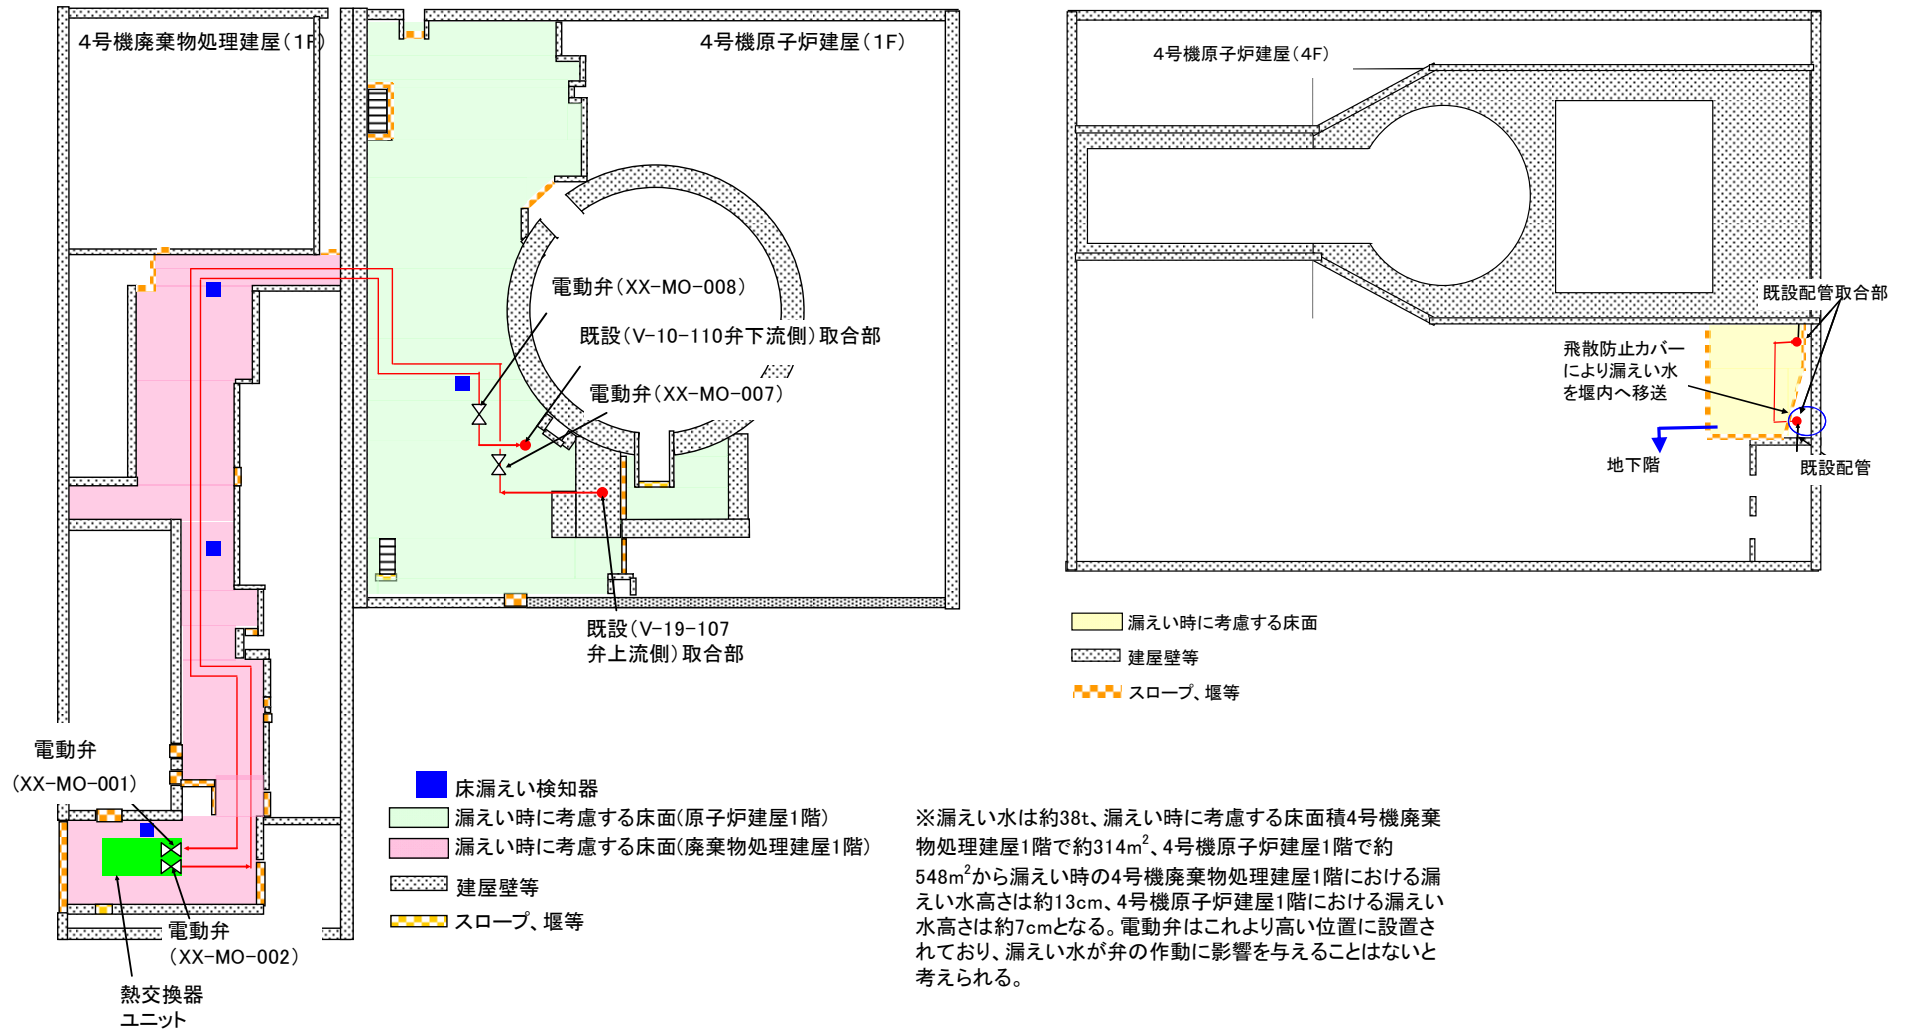 4号機廃棄物処理建屋(1F)
4号機原子炉建屋(1F)
電動弁(XX-MO-008)
既設(V-10-110弁下流側)取合部
電動弁(XX-MO-007)
既設(V-19-107
弁上流側)取合部
電動弁
(XX-MO-001)
電動弁
(XX-MO-002)
熱交換器
ユニット
床漏えい検知器
漏えい時に考慮する床面(原子炉建屋1階)
漏えい時に考慮する床面(廃棄物処理建屋1階)
建屋壁等
スロープ、堰等
4号機原子炉建屋(4F)
既設配管取合部
飛散防止カバー
により漏えい水
を堰内へ移送
地下階
既設配管
漏えい時に考慮する床面
建屋壁等
スロープ、堰等
※漏えい水は約38t、漏えい時に考慮する床面積4号機廃棄
物処理建屋1階で約314m²、4号機原子炉建屋1階で約
548m²から漏えい時の4号機廃棄物処理建屋1階における漏
えい水高さは約13cm、4号機原子炉建屋1階における漏えい
水高さは約7cmとなる。電動弁はこれより高い位置に設置さ
れており、漏えい水が弁の作動に影響を与えることはないと
考えられる。